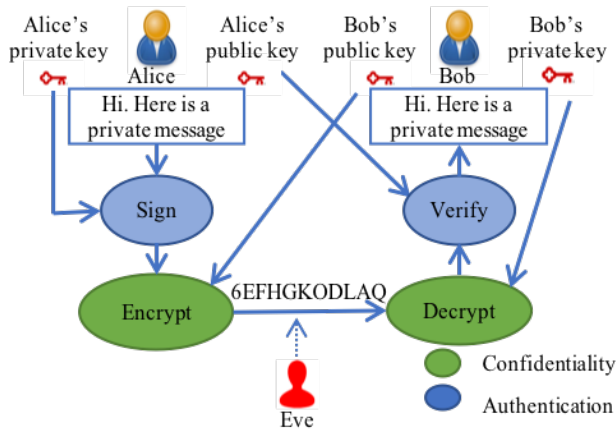 Alice's
private key
Alice's
public key
Bob's
public key
Bob's
private key
Alice
Bob
Hi. Here is a
private message
Hi. Here is a
private message
Sign
Verify
Encrypt
6EFHGKODLAQ
Decrypt
Eve
Confidentiality
Authentication